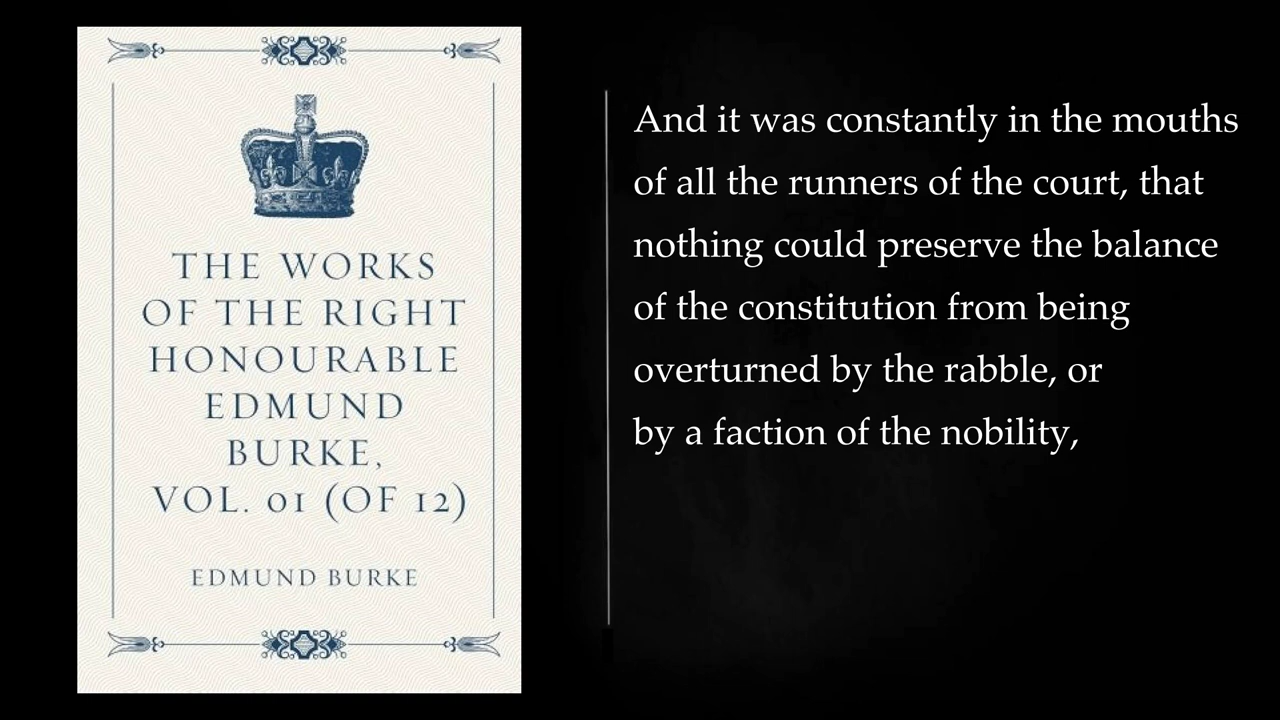 THE WORKS
OF THE RIGHT
HONOURABLE
EDMUND
BURKE,
VOL. 01 (OF 12)
EDMUND BURKE
And it was constantly in the mouths
of all the runners of the court, that
nothing could preserve the balance
of the constitution from being
overturned by the rabble, or
by a faction of the nobility,